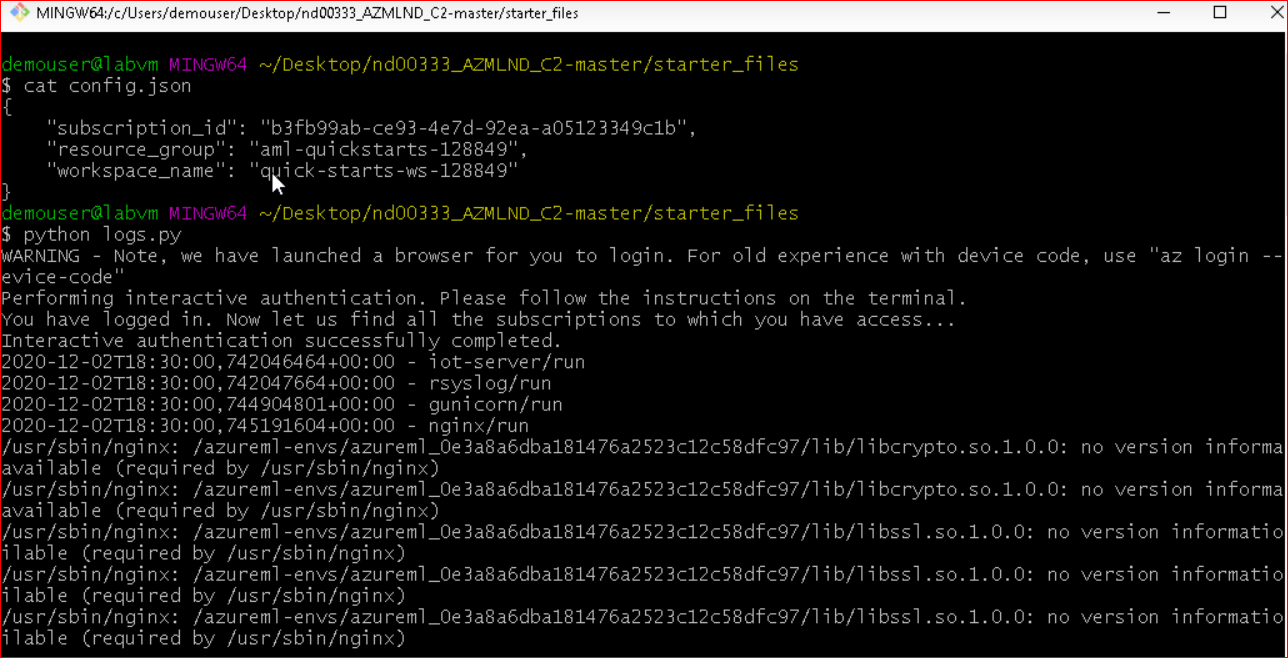 MINGW64:/c/Users/demouser/Desktop/nd00333_AZMLND_C2-master/starter_files
demouser@labvm MINGW64 ~/Desktop/nd00333_AZMLND_C2-master/starter_files
$ cat config.json
{
    "subscription_id": "b3fb99ab-ce93-4e7d-92ea-a05123349c1b",
    "resource_group": "aml-quickstarts-128849",
    "workspace_name": "quick-starts-ws-128849"
}
demouser@labvm MINGW64 ~/Desktop/nd00333_AZMLND_C2-master/starter_files
$ python logs.py
WARNING - Note, we have launched a browser for you to login. For old experience with device code, use "az login --
evice-code"
Performing interactive authentication. Please follow the instructions on the terminal.
You have logged in. Now let us find all the subscriptions to which you have access...
Interactive authentication successfully completed.
2020-12-02T18:30:00,742046464+00:00 - iot-server/run
2020-12-02T18:30:00,742047664+00:00 - rsyslog/run
2020-12-02T18:30:00,744904801+00:00 - gunicorn/run
2020-12-02T18:30:00,745191604+00:00 - nginx/run
/usr/sbin/nginx: /azureml-envs/azureml_0e3a8a6dba181476a2523c12c58dfc97/lib/libcrypto.so.1.0.0: no version informa
available (required by /usr/sbin/nginx)
/usr/sbin/nginx: /azureml-envs/azureml_0e3a8a6dba181476a2523c12c58dfc97/lib/libcrypto.so.1.0.0: no version informa
available (required by /usr/sbin/nginx)
/usr/sbin/nginx: /azureml-envs/azureml_0e3a8a6dba181476a2523c12c58dfc97/lib/libssl.so.1.0.0: no version informatio
ilable (required by /usr/sbin/nginx)
/usr/sbin/nginx: /azureml-envs/azureml_0e3a8a6dba181476a2523c12c58dfc97/lib/libssl.so.1.0.0: no version informatio
ilable (required by /usr/sbin/nginx)
/usr/sbin/nginx: /azureml-envs/azureml_0e3a8a6dba181476a2523c12c58dfc97/lib/libssl.so.1.0.0: no version informatio
ilable (required by /usr/sbin/nginx)